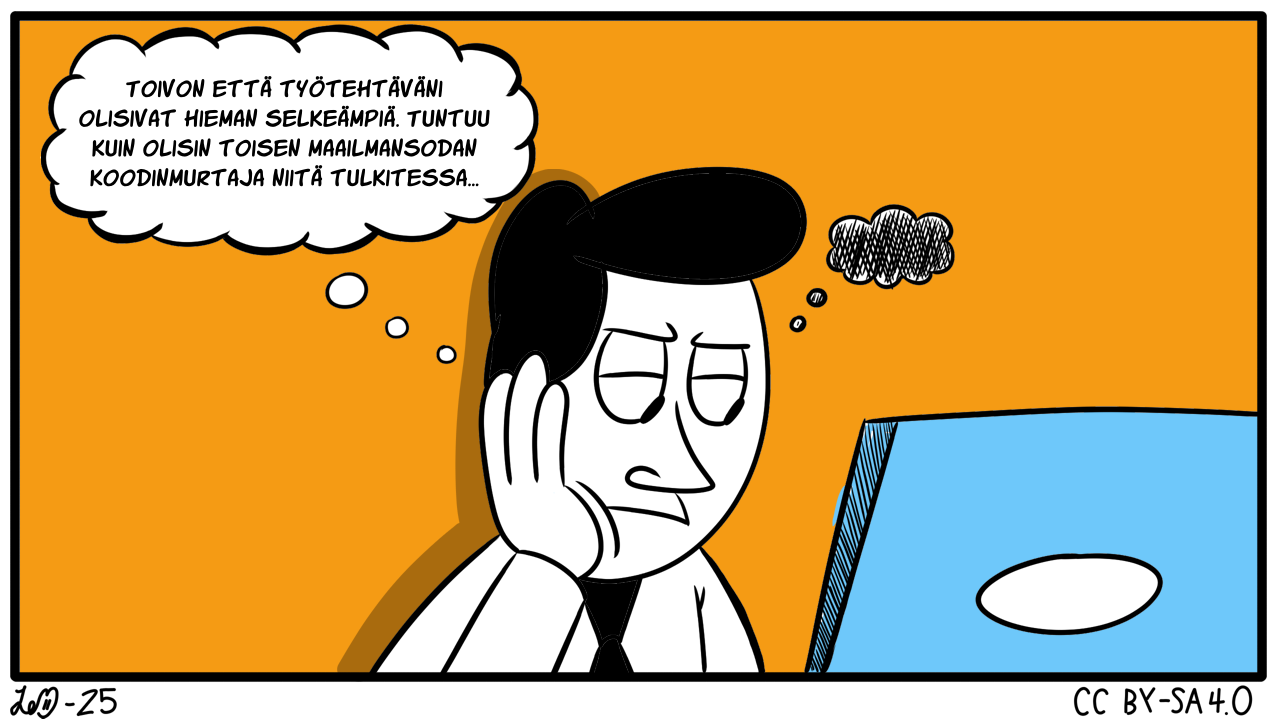 TOIVON ETTÄ TYÖTEHTÄVÄNI
OLISIVAT HIEMAN SELKEÄMPIÄ. TUNTUU
KUIN OLISIN TOISEN MAAILMANSODAN
KOODINMURTAJA NIITÄ TULKITESSA...
-25
CC BY-SA 4.0